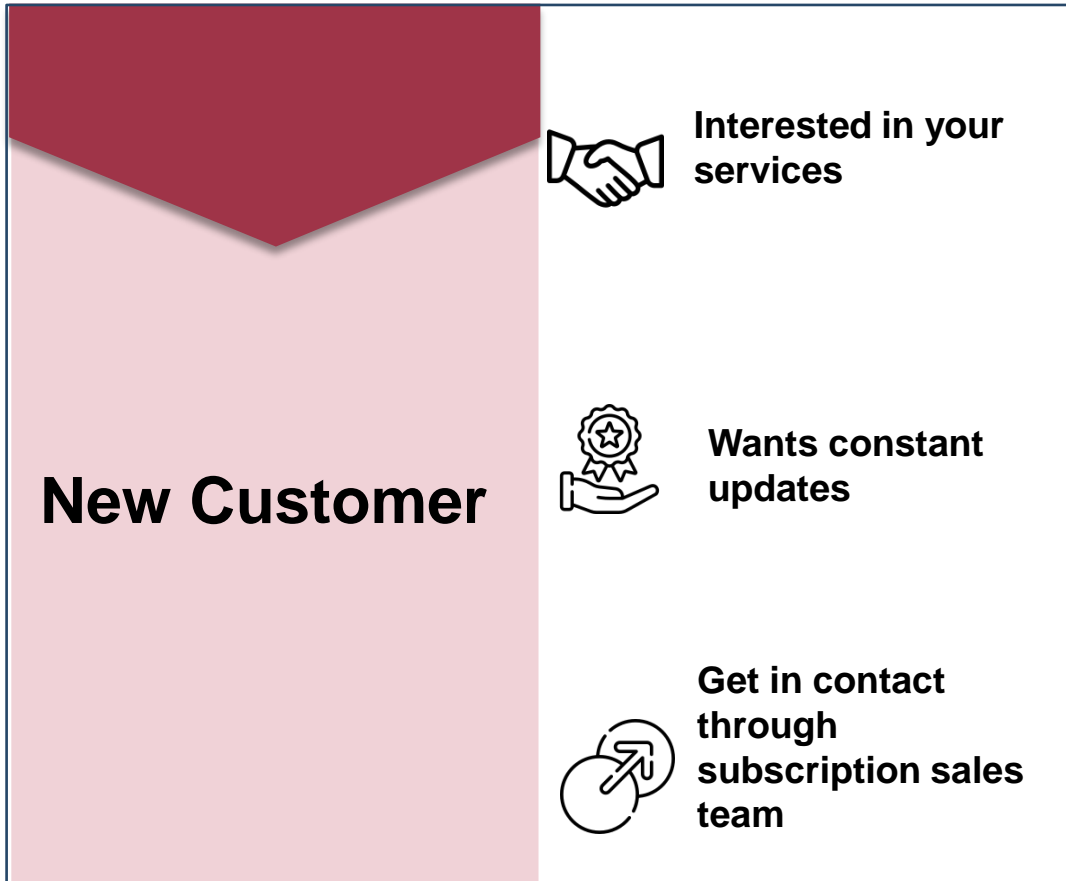 New Customer
Interested in your
services
Wants constant
updates
Get in contact
through
subscription sales
team